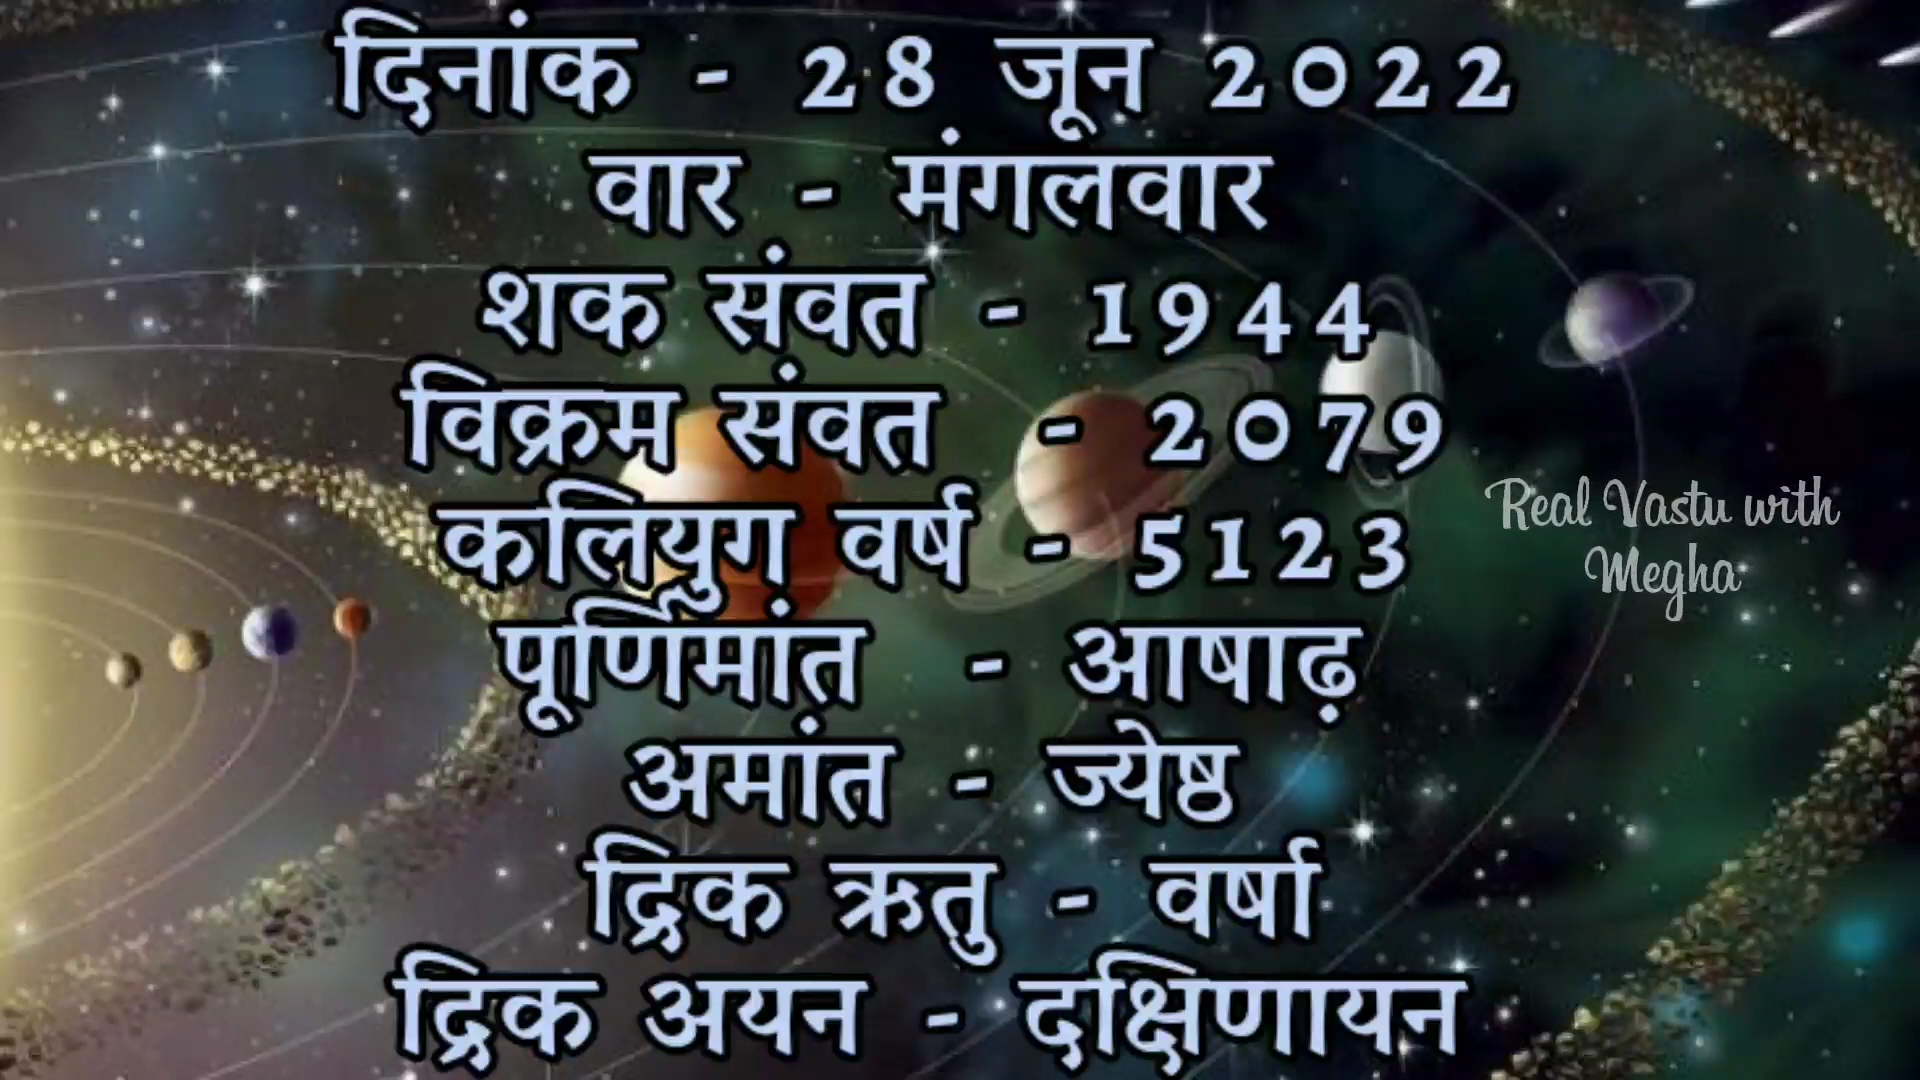 दिनांक - 28 जून 2022
वार - मंगलवार
शक संवत - 1944
विक्रम संवत - 2079
कलियुग वर्ष - 5123
पूर्णिमांत - आषाढ़
अमांत - ज्येष्ठ
द्रिक ऋतु - वर्षा
द्रिक अयन - दक्षिणायन
Real Vastu with
Megha